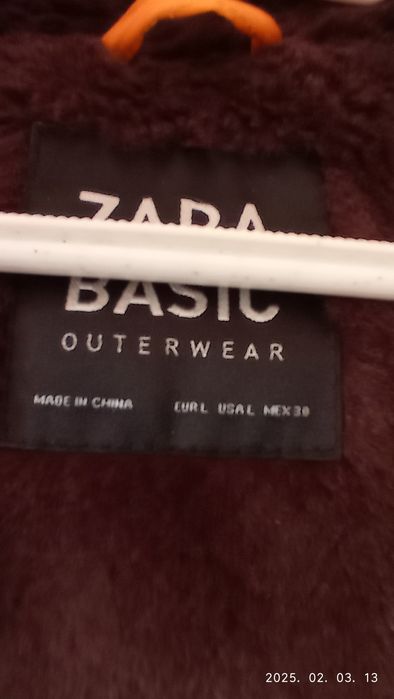 ZARA
BASIC
OUTERWEAR
MADE IN CHINA EUR L USA L MEX 30
2025. 02. 03. 13